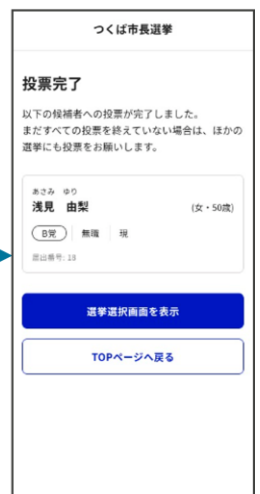 つくば市長選挙
投票完了
以下の候補者への投票が完了しました。
まだすべての投票を終えていない場合は、ほかの
選挙にも投票をお願いします。
あさみ ゆり
浅見 由梨 (女・50歳)
B党 無職 現
届出番号: 18
選挙選択画面を表示
TOPページへ戻る